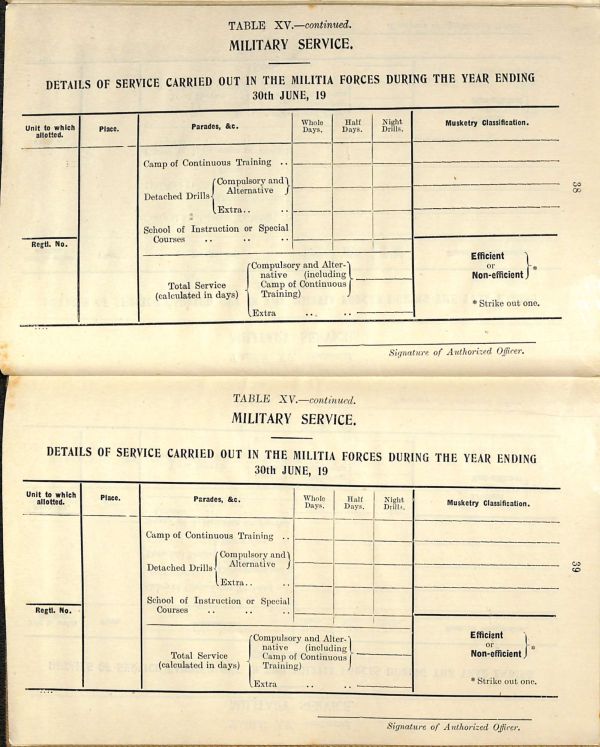 TABLE XV.—continued.
MILITARY SERVICE.
DETAILS OF SERVICE CARRIED OUT IN THE MILITIA FORCES DURING THE YEAR ENDING
30th JUNE, 19
Unit to which allotted.
Place.
Parades, &c.
Whole Days.
Half Days.
Night Drills.
Musketry Classification.
Camp of Continuous Training ..
Detached Drills { Compulsory and Alternative }
Extra.. ..
School of Instruction or Special
Courses .. .. ..
Regtl. No.
Total Service
(calculated in days)
{ Compulsory and Alter-
native (including
Camp of Continuous
Training)
Extra .. ..
Efficient
or
Non-efficient } *
* Strike out one.
Signature of Authorized Officer.
38
TABLE XV.—continued.
MILITARY SERVICE.
DETAILS OF SERVICE CARRIED OUT IN THE MILITIA FORCES DURING THE YEAR ENDING
30th JUNE, 19
Unit to which allotted.
Place.
Parades, &c.
Whole Days.
Half Days.
Night Drills.
Musketry Classification.
Camp of Continuous Training ..
Detached Drills { Compulsory and Alternative }
Extra.. ..
School of Instruction or Special
Courses .. .. ..
Regtl. No.
Total Service
(calculated in days)
{ Compulsory and Alter-
native (including
Camp of Continuous
Training)
Extra .. ..
Efficient
or
Non-efficient } *
* Strike out one.
Signature of Authorized Officer.
39